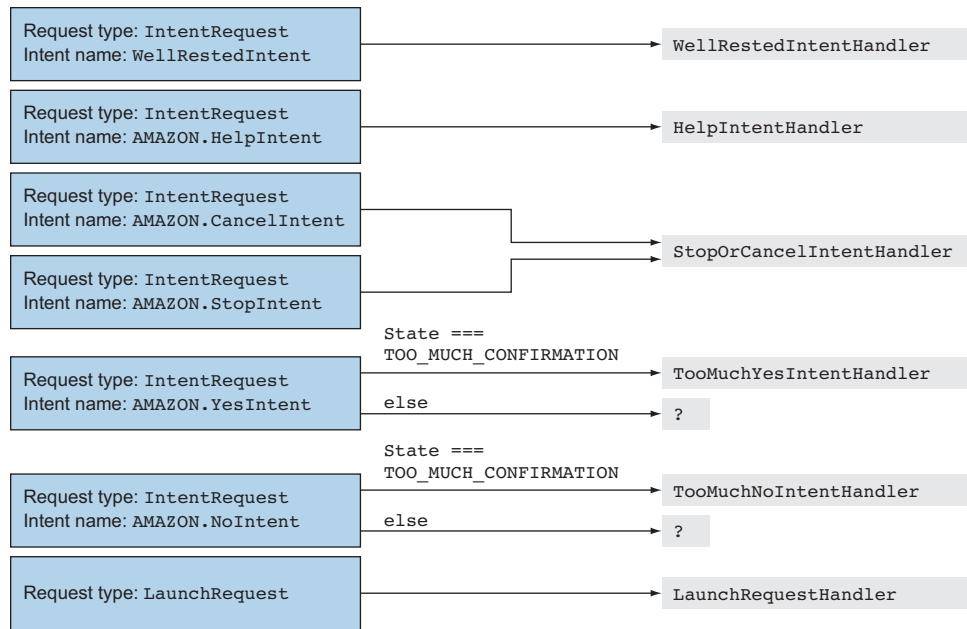 Request type: IntentRequest
Intent name: WellRestedIntent
WellRestedIntentHandler
Request type: IntentRequest
Intent name: AMAZON.HelpIntent
HelpIntentHandler
Request type: IntentRequest
Intent name: AMAZON.CancelIntent
StopOrCancelIntentHandler
Request type: IntentRequest
Intent name: AMAZON.StopIntent
State ===
TOO_MUCH_CONFIRMATION
Request type: IntentRequest
Intent name: AMAZON.YesIntent
TooMuchYesIntentHandler
else
?
State ===
TOO_MUCH_CONFIRMATION
Request type: IntentRequest
Intent name: AMAZON.NoIntent
TooMuchNoIntentHandler
else
?
Request type: LaunchRequest
LaunchRequestHandler